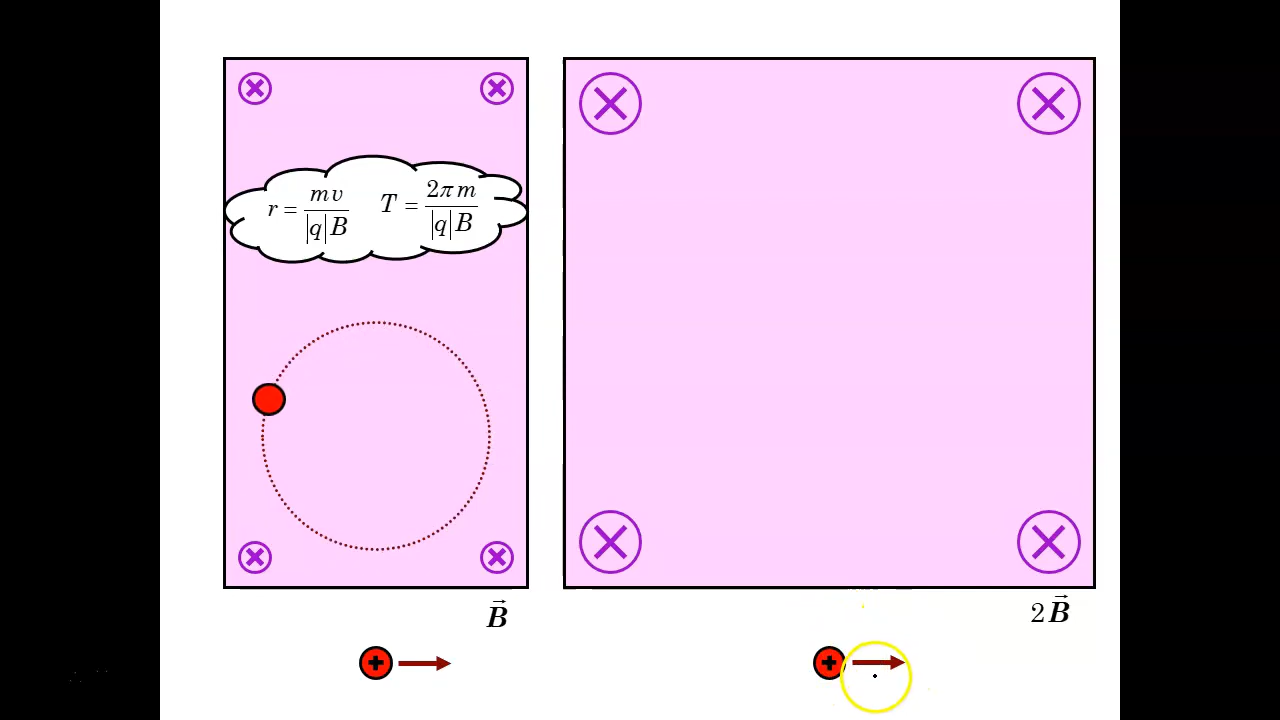 r = mv / |q|B   T = 2πm / |q|B
B⃗
2B⃗
+
+